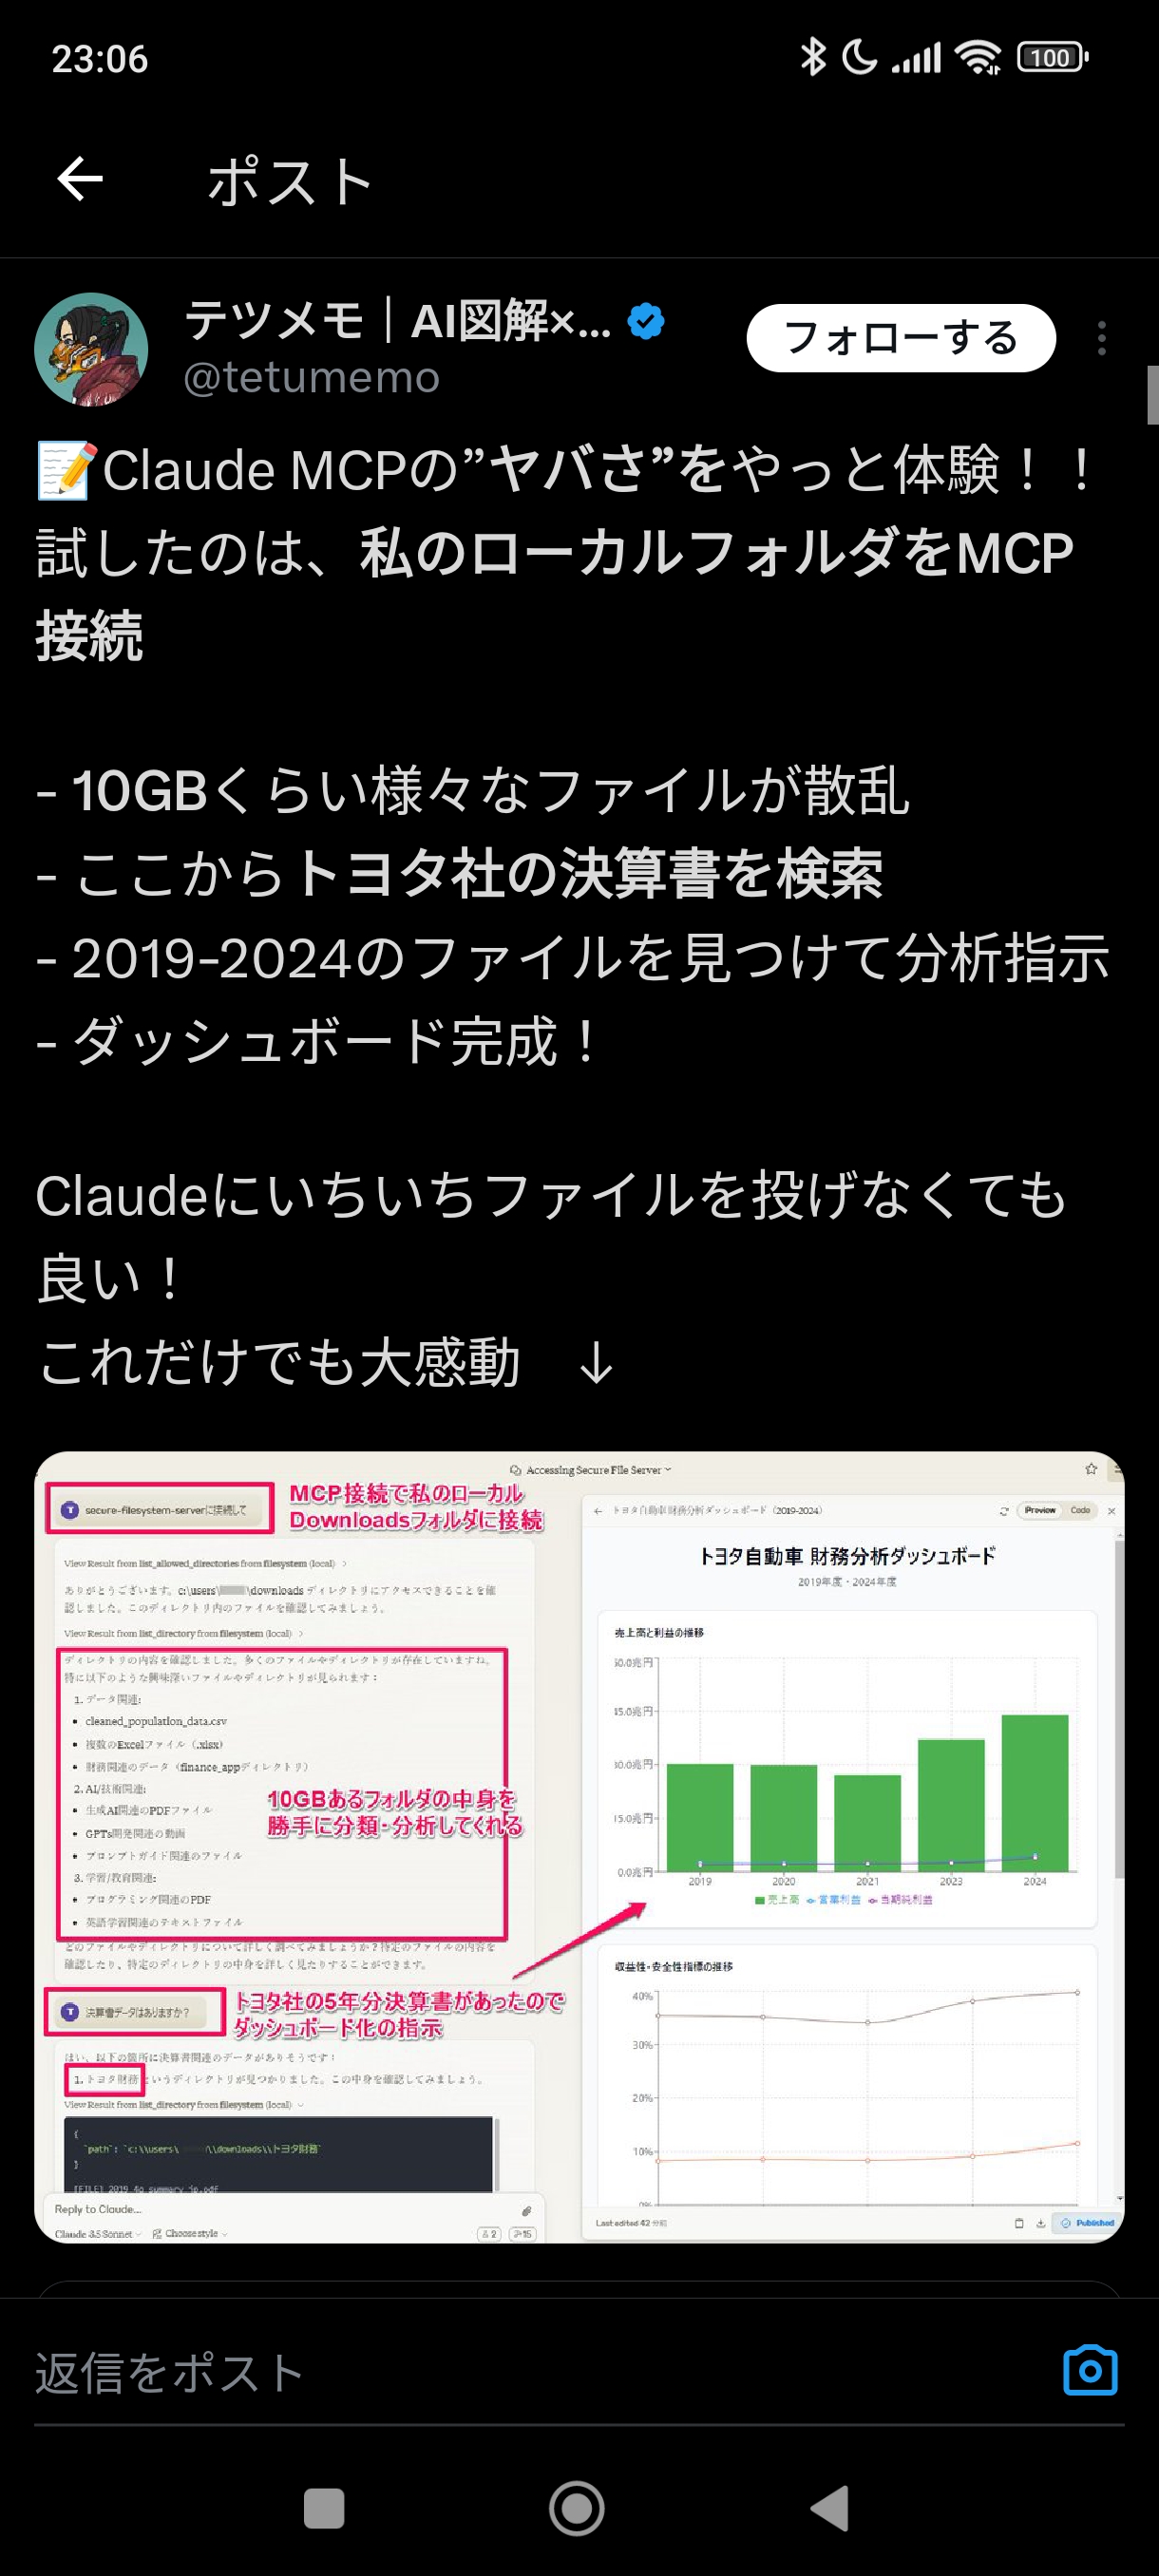 23:06
100
ポスト
テツメモ｜AI図解×...
フォローする
@tetumemo
📝Claude MCPの”ヤバさ”をやっと体験！！
試したのは、私のローカルフォルダをMCP
接続
- 10GBくらい様々なファイルが散乱
- ここからトヨタ社の決算書を検索
- 2019-2024のファイルを見つけて分析指示
- ダッシュボード完成！
Claudeにいちいちファイルを投げなくても
良い！
これだけでも大感動　↓
Accessing Secure File Server
secure-filesystem-serverに接続して
MCP接続で私のローカル
Downloadsフォルダに接続
View Result from list_allowed_directories from filesystem (local)
ありがとうございます。c:\users\ \downloads ディレクトリにアクセスできることを確
認しました。このディレクトリ内のファイルを確認してみましょう。
View Result from list_directory from filesystem (local)
ディレクトリの内容を確認しました。多くのファイルやディレクトリが存在していますね。
特に以下のような興味深いファイルやディレクトリが見られます：
1. データ関連:
• cleaned_population_data.csv
• 複数のExcelファイル（.xlsx）
• 財務関連のデータ（finance_appディレクトリ）
2. AI/技術関連:
• 生成AI関連のPDFファイル
• GPTs開発関連の動画
• プロンプトガイド関連のファイル
3. 学習/教育関連:
• プログラミング関連のPDF
• 英語学習関連のテキストファイル
10GBあるフォルダの中身を
勝手に分類・分析してくれる
どのファイルやディレクトリについて詳しく調べてみましょうか？特定のファイルの内容を
確認したり、特定のディレクトリの中身を詳しく見たりすることができます。
T 決算書データはありますか？
トヨタ社の5年分決算書があったので
ダッシュボード化の指示
はい、以下の箇所に決算書関連のデータがありそうです：
1. トヨタ財務 というディレクトリが見つかりました。この中身を確認してみましょう。
View Result from list_directory from filesystem (local)
{
`path`: `c:\\users\ \\downloads\\トヨタ財務`
}
[FILE] 2019_4q_summary_jp.pdf
Reply to Claude...
Claude 3.5 Sonnet
Choose style
2
15
トヨタ自動車 財務分析ダッシュボード（2019-2024）
Preview
Code
トヨタ自動車 財務分析ダッシュボード
2019年度 - 2024年度
売上高と利益の推移
60.0兆円
45.0兆円
30.0兆円
15.0兆円
0.0兆円
2019 2020 2021 2023 2024
売上高 営業利益 当期純利益
収益性・安全性指標の推移
40%
30%
20%
10%
0%
Last edited 42 分前
Published
返信をポスト